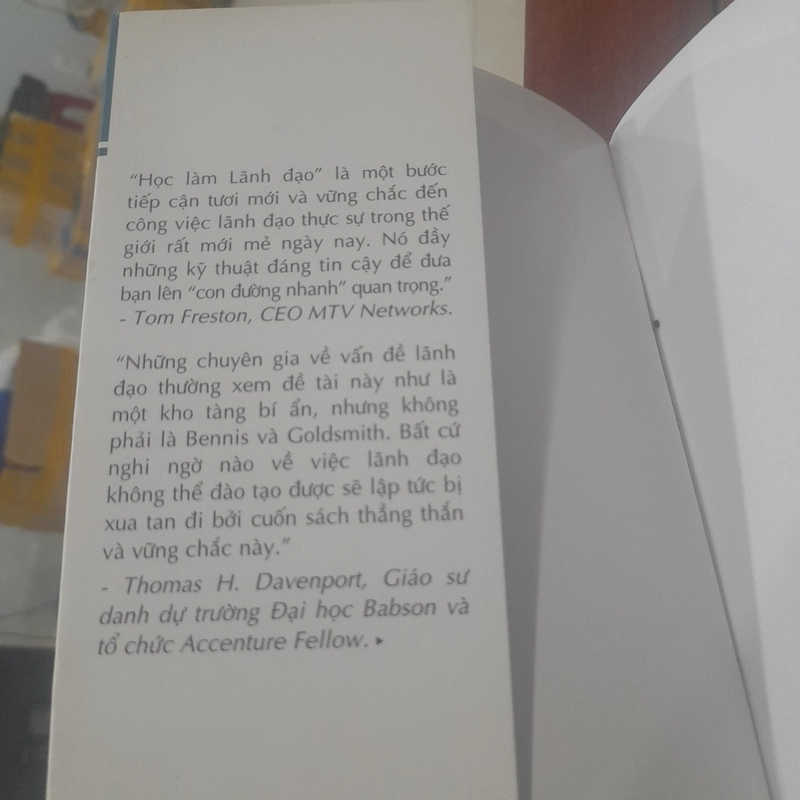 “Học làm Lãnh đạo” là một bước
tiếp cận tươi mới và vững chắc đến
công việc lãnh đạo thực sự trong thế
giới rất mới mẻ ngày nay. Nó đầy
những kỹ thuật đáng tin cậy để đưa
bạn lên “con đường nhanh” quan trọng.”
- Tom Freston, CEO MTV Networks.
“Những chuyên gia về vấn đề lãnh
đạo thường xem đề tài này như là
một kho tàng bí ẩn, nhưng không
phải là Bennis và Goldsmith. Bất cứ
nghi ngờ nào về việc lãnh đạo
không thể đào tạo được sẽ lập tức bị
xua tan đi bởi cuốn sách thẳng thắn
và vững chắc này.”
- Thomas H. Davenport, Giáo sư
danh dự trường Đại học Babson và
tổ chức Accenture Fellow. ▸